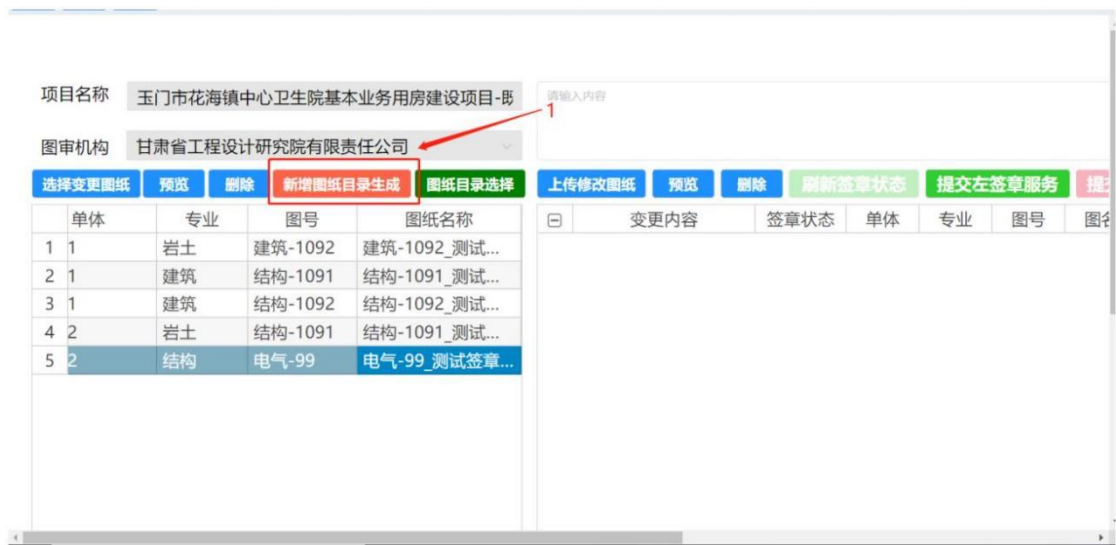 项目名称 玉门市花海镇中心卫生院基本业务用房建设项目-既 请输入内容
1
图审机构 甘肃省工程设计研究院有限责任公司
选择变更图纸 预览 删除 新增图纸目录生成 图纸目录选择 上传修改图纸 预览 删除 刷新签章状态 提交左签章服务 提
单体 专业 图号 图纸名称 变更内容 签章状态 单体 专业 图号 图名
1 1 岩土 建筑-1092 建筑-1092_测试...
2 1 建筑 结构-1091 结构-1091_测试...
3 1 建筑 结构-1092 结构-1092_测试...
4 2 岩土 结构-1091 结构-1091_测试...
5 2 结构 电气-99 电气-99_测试签章...